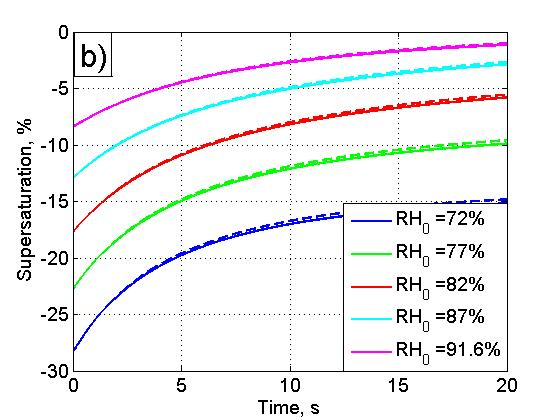 b)
0
-5
-10
-15
-20
-25
-30
Supersaturation, %
RH0 =72%
RH0 =77%
RH0 =82%
RH0 =87%
RH0 =91.6%
0 5 10 15 20
Time, s